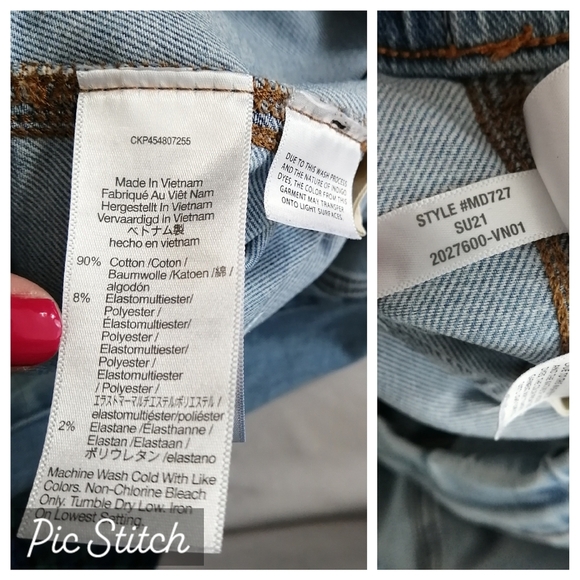 CKP454807255
Made In Vietnam
Fabriqué Au Viêt Nam
Hergestellt In Vietnam
Vervaardigd in Vietnam
ベトナム製
hecho en vietnam
90% Cotton /Coton /
Baumwolle /Katoen /綿 /
algodón
8% Elastomultiester/
Polyester /
Élastomultiester/
Polyester /
Elastomultiester/
Polyester /
Elastomultiester
/ Polyester /
エラストマーマルチエステル/ポリエステル /
elastomultiéster/poliéster
2% Elastane /Élasthanne /
Elastan /Elastaan /
ポリウレタン /elastano
Machine Wash Cold With Like
Colors. Non-Chlorine Bleach
Only. Tumble Dry Low. Iron
On Lowest Setting.
Pic Stitch
DUE TO THIS WASH PROCESS
AND THE NATURE OF INDIGO
DYES, THE COLOR FROM THIS
GARMENT MAY TRANSFER
ONTO LIGHT SURFACES.
STYLE #MD727
SU21
2027600-VN01